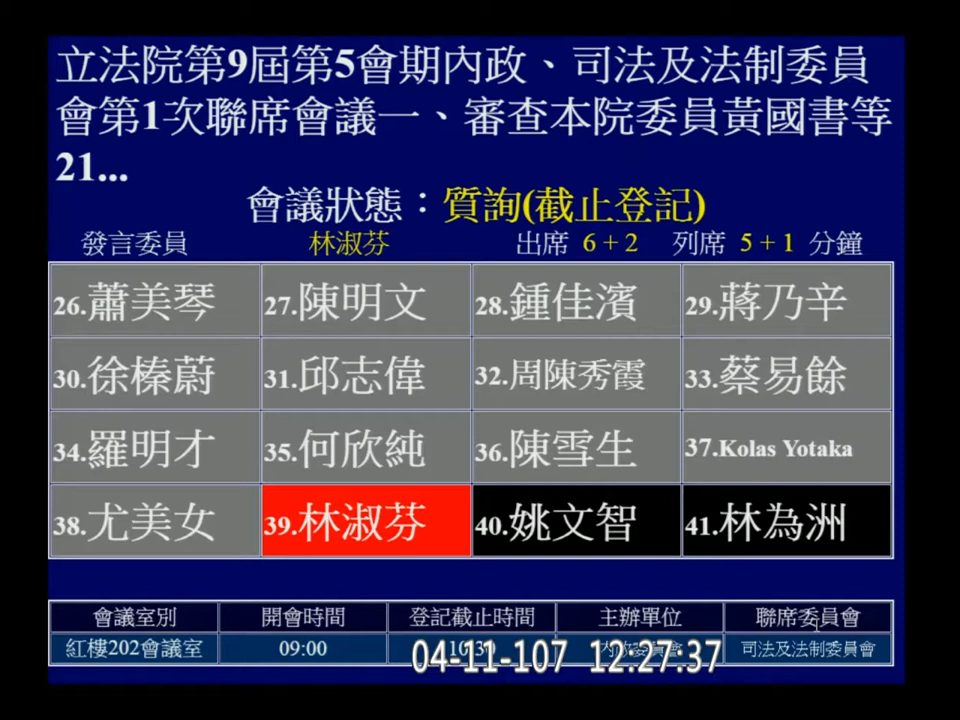 立法院第9屆第5會期內政、司法及法制委員
會第1次聯席會議一、審查本院委員黃國書等
21...
會議狀態：質詢(截止登記)
發言委員 林淑芬 出席 6 + 2 列席 5 + 1 分鐘
26.蕭美琴 27.陳明文 28.鍾佳濱 29.蔣乃辛
30.徐榛蔚 31.邱志偉 32.周陳秀霞 33.蔡易餘
34.羅明才 35.何欣純 36.陳雪生 37.Kolas Yotaka
38.尤美女 39.林淑芬 40.姚文智 41.林為洲
會議室別 開會時間 登記截止時間 主辦單位 聯席委員會
紅樓202會議室 09:00 10:30 內政委員會 司法及法制委員會
04-11-107 12:27:37